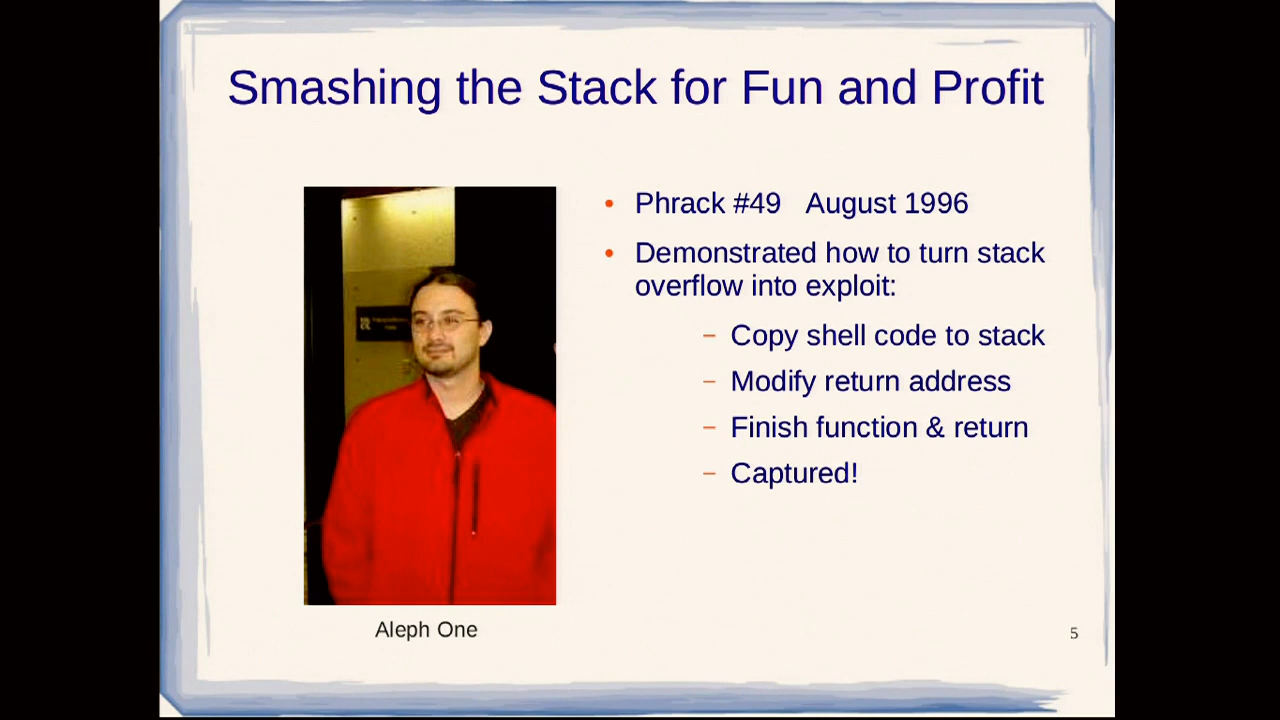 Smashing the Stack for Fun and Profit
• Phrack #49 August 1996
• Demonstrated how to turn stack
overflow into exploit:
– Copy shell code to stack
– Modify return address
– Finish function & return
– Captured!
Aleph One
5